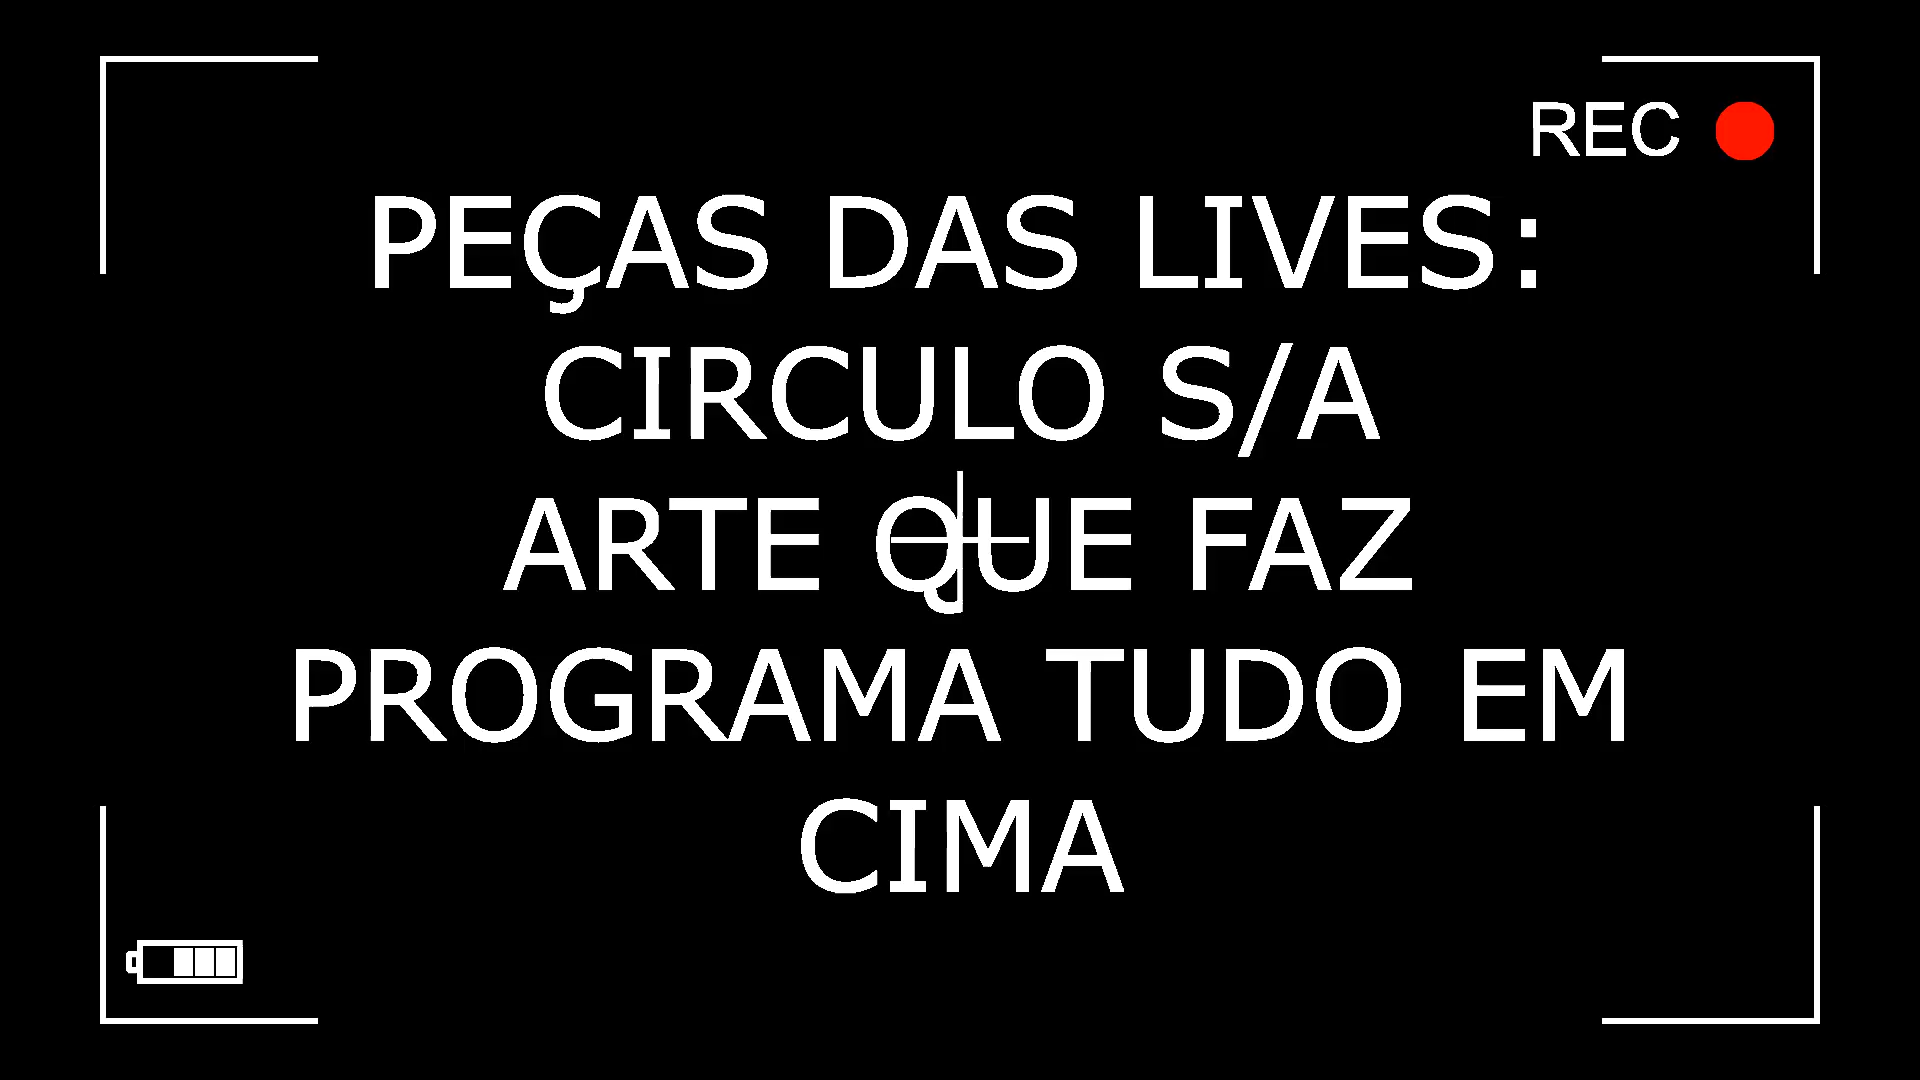 REC
PEÇAS DAS LIVES:
CIRCULO S/A
ARTE QUE FAZ
PROGRAMA TUDO EM
CIMA